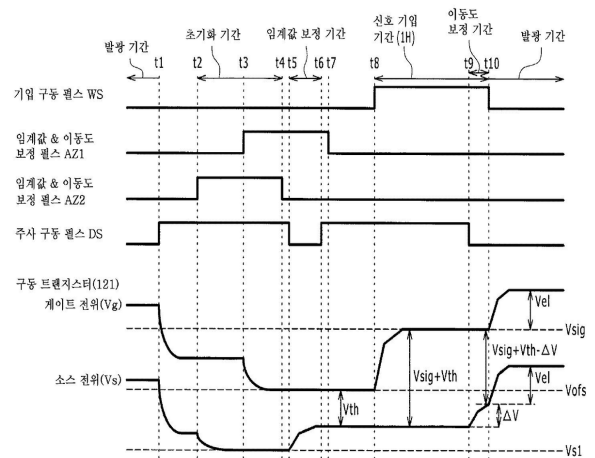 발광 기간
초기화 기간
임계값 보정 기간
신호 기입
기간 (1H)
이동도
보정 기간
발광 기간
t1
t2
t3
t4
t5
t6
t7
t8
t9
t10
기입 구동 펄스 WS
임계값 & 이동도
보정 펄스 AZ1
임계값 & 이동도
보정 펄스 AZ2
주사 구동 펄스 DS
구동 트랜지스터(121)
게이트 전위(Vg)
Vel
Vsig
Vsig+Vth-ΔV
Vsig+Vth
소스 전위(Vs)
Vel
Vofs
Vth
ΔV
Vs1